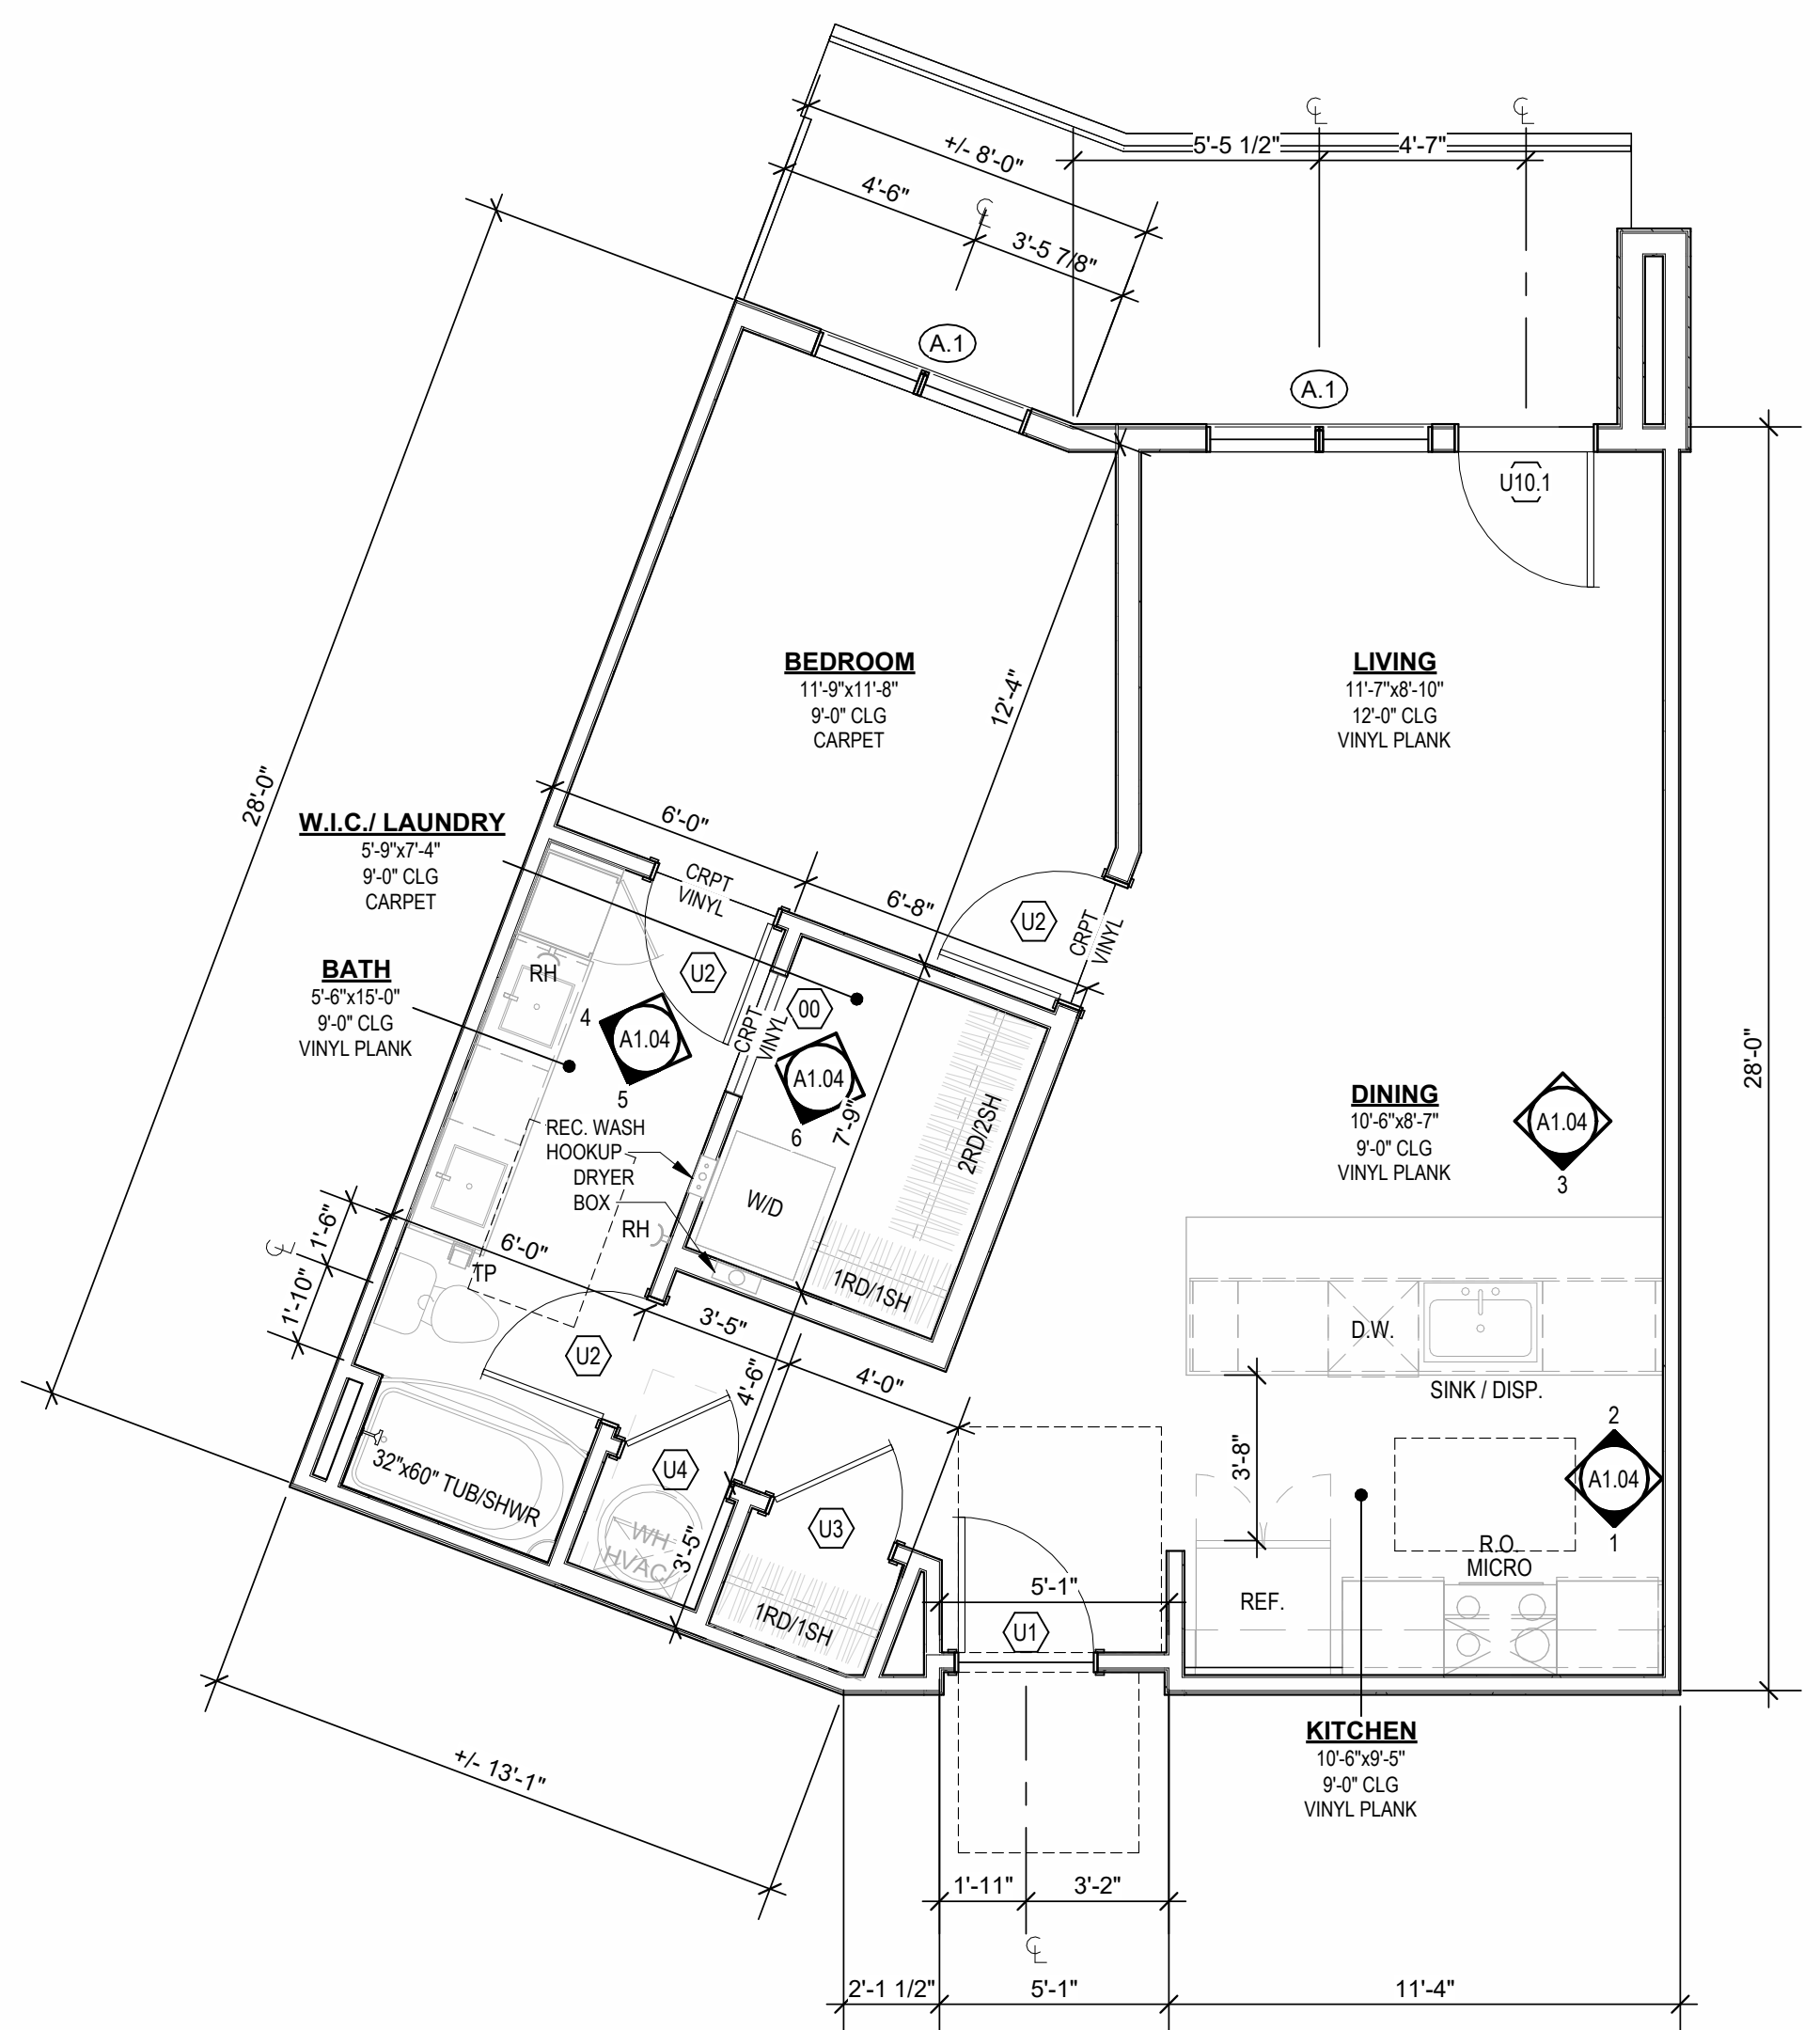 ℄
℄
5'-5 1/2"
4'-7"
+/- 8'-0"
4'-6"
℄
3'-5 7/8"
A.1
A.1
U10.1
28'-0"
BEDROOM
11'-9"x11'-8"
9'-0" CLG
CARPET
LIVING
11'-7"x8'-10"
12'-0" CLG
VINYL PLANK
12'-4"
W.I.C./ LAUNDRY
5'-9"x7'-4"
9'-0" CLG
CARPET
6'-0"
CRPT
VINYL
6'-8"
U2
CRPT
VINYL
BATH
5'-6"x15'-0"
9'-0" CLG
VINYL PLANK
RH
U2
00
4
A1.04
5
CRPT
VINYL
A1.04
6
7'-9"
2RD/2SH
28'-0"
DINING
10'-6"x8'-7"
9'-0" CLG
VINYL PLANK
A1.04
3
REC. WASH
HOOKUP
DRYER
BOX
W/D
RH
1RD/1SH
℄
1'-6"
1'-10"
6'-0"
TP
3'-5"
U2
4'-6"
4'-0"
D.W.
SINK / DISP.
32"x60" TUB/SHWR
U4
WH
HVAC/
3'-5"
U3
1RD/1SH
3'-8"
2
A1.04
1
R.O.
MICRO
REF.
5'-1"
U1
KITCHEN
10'-6"x9'-5"
9'-0" CLG
VINYL PLANK
+/- 13'-1"
1'-11"
3'-2"
℄
2'-1 1/2"
5'-1"
11'-4"